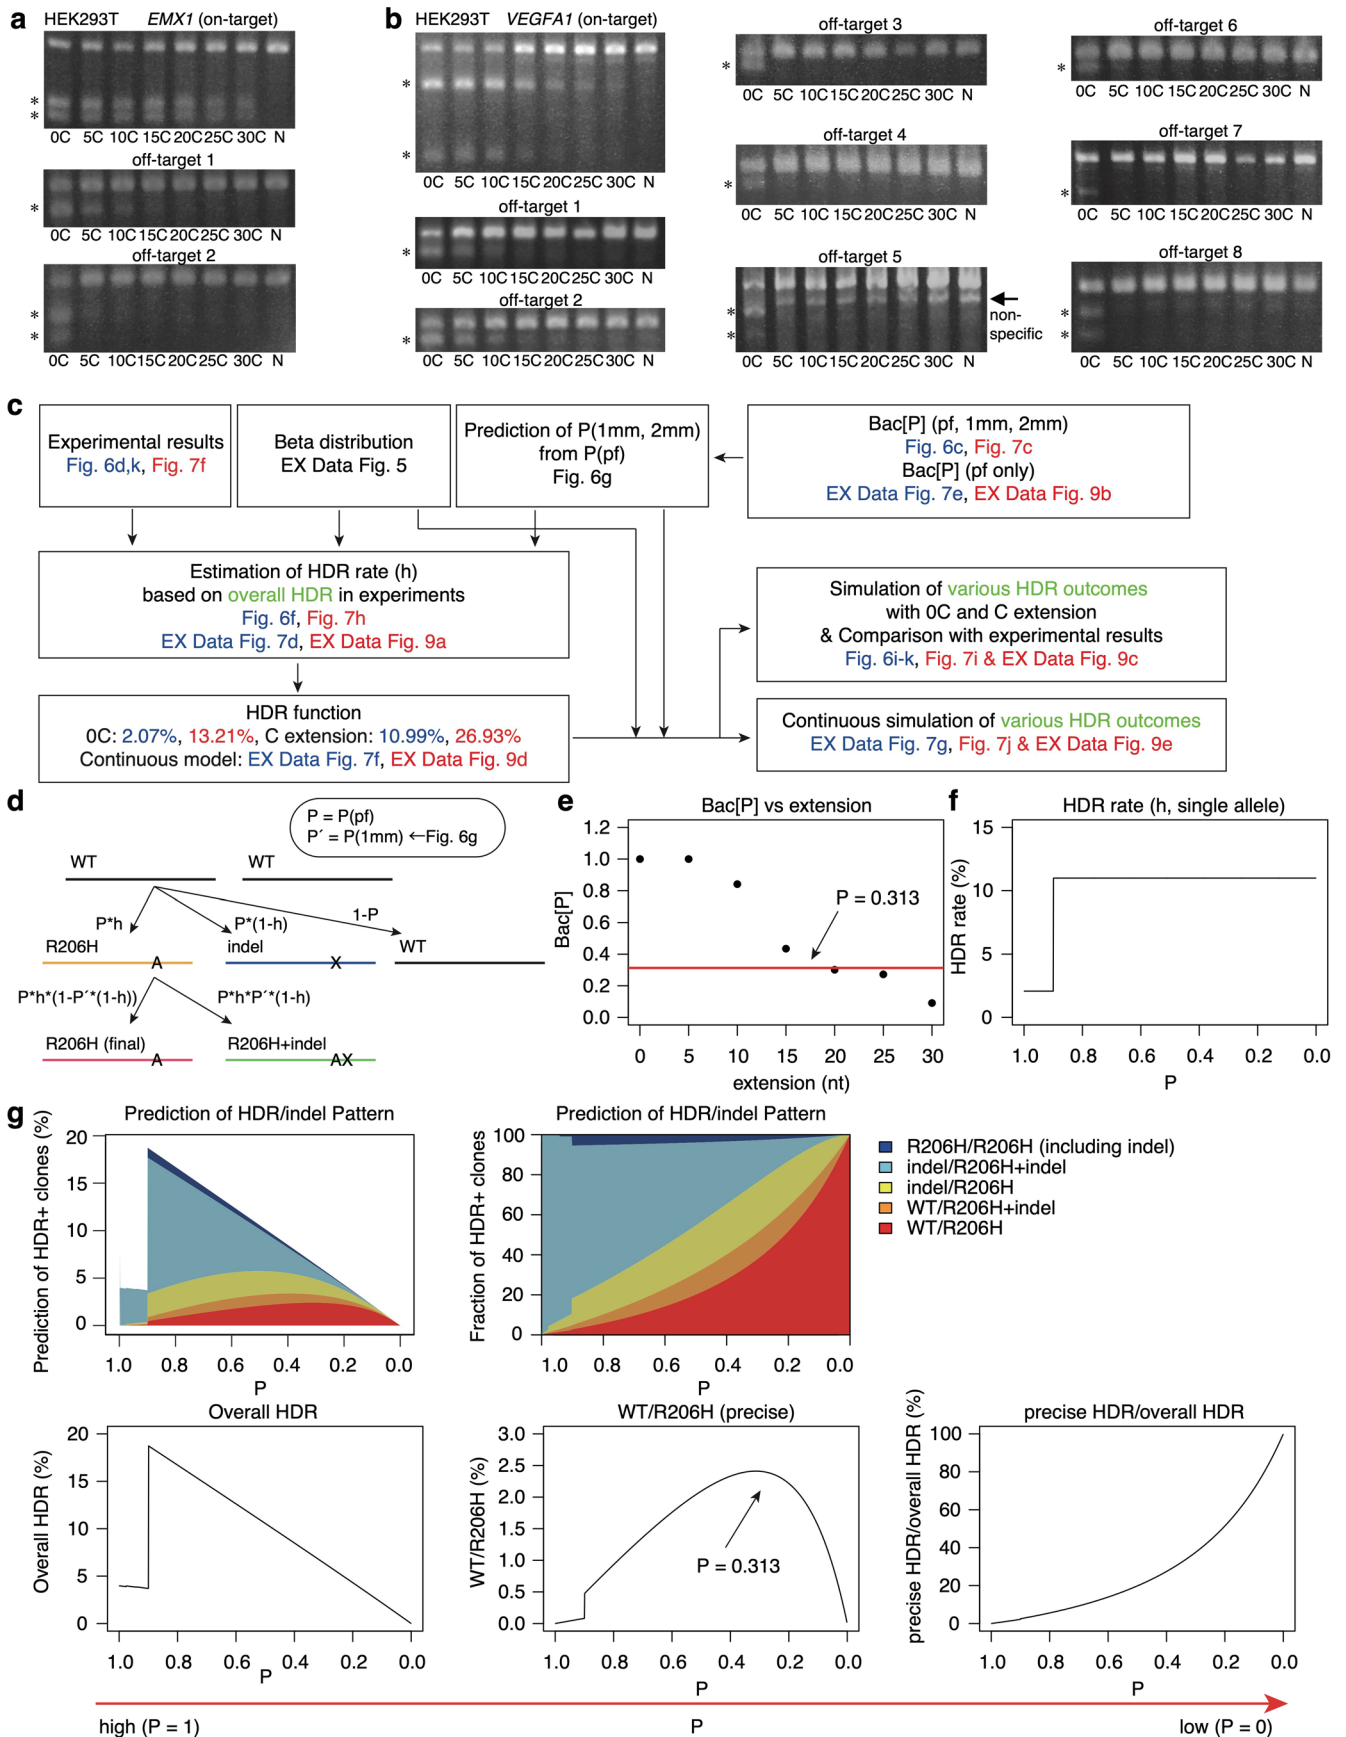 a
HEK293T EMX1 (on-target)
*
*
0C 5C 10C 15C 20C 25C 30C N
off-target 1
*
0C 5C 10C 15C 20C 25C 30C N
off-target 2
*
*
0C 5C 10C 15C 20C 25C 30C N
b
HEK293T VEGFA1 (on-target)
*
*
0C 5C 10C 15C 20C 25C 30C N
off-target 1
*
0C 5C 10C 15C 20C 25C 30C N
off-target 2
*
0C 5C 10C 15C 20C 25C 30C N
off-target 3
*
0C 5C 10C 15C 20C 25C 30C N
off-target 4
*
0C 5C 10C 15C 20C 25C 30C N
off-target 5
*
*
non-
specific
0C 5C 10C 15C 20C 25C 30C N
off-target 6
*
0C 5C 10C 15C 20C 25C 30C N
off-target 7
*
0C 5C 10C 15C 20C 25C 30C N
off-target 8
*
*
0C 5C 10C 15C 20C 25C 30C N
c
Experimental results
Fig. 6d,k, Fig. 7f
Beta distribution
EX Data Fig. 5
Prediction of P(1mm, 2mm)
from P(pf)
Fig. 6g
Bac[P] (pf, 1mm, 2mm)
Fig. 6c, Fig. 7c
Bac[P] (pf only)
EX Data Fig. 7e, EX Data Fig. 9b
Estimation of HDR rate (h)
based on overall HDR in experiments
Fig. 6f, Fig. 7h
EX Data Fig. 7d, EX Data Fig. 9a
Simulation of various HDR outcomes
with 0C and C extension
& Comparison with experimental results
Fig. 6i-k, Fig. 7i & EX Data Fig. 9c
HDR function
0C: 2.07%, 13.21%, C extension: 10.99%, 26.93%
Continuous model: EX Data Fig. 7f, EX Data Fig. 9d
Continuous simulation of various HDR outcomes
EX Data Fig. 7g, Fig. 7j & EX Data Fig. 9e
d
P = P(pf)
P´ = P(1mm) ←Fig. 6g
WT WT
P*h P*(1-h) 1-P
R206H indel WT
A X
P*h*(1-P´*(1-h)) P*h*P´*(1-h)
R206H (final) R206H+indel
A AX
e
Bac[P] vs extension
Bac[P]
1.2
1.0
0.8
0.6
0.4
0.2
0.0
P = 0.313
0 5 10 15 20 25 30
extension (nt)
f
HDR rate (h, single allele)
HDR rate (%)
15
10
5
0
1.0 0.8 0.6 0.4 0.2 0.0
P
g
Prediction of HDR/indel Pattern
Prediction of HDR+ clones (%)
20
15
10
5
0
1.0 0.8 0.6 0.4 0.2 0.0
P
Prediction of HDR/indel Pattern
Fraction of HDR+ clones
100
80
60
40
20
0
1.0 0.8 0.6 0.4 0.2 0.0
P
R206H/R206H (including indel)
indel/R206H+indel
indel/R206H
WT/R206H+indel
WT/R206H
Overall HDR
Overall HDR (%)
20
15
10
5
0
1.0 0.8 0.6 0.4 0.2 0.0
P
WT/R206H (precise)
WT/R206H (%)
3.0
2.5
2.0
1.5
1.0
0.5
0.0
P = 0.313
1.0 0.8 0.6 0.4 0.2 0.0
P
precise HDR/overall HDR
precise HDR/overall HDR (%)
100
80
60
40
20
0
1.0 0.8 0.6 0.4 0.2 0.0
P
high (P = 1) P low (P = 0)